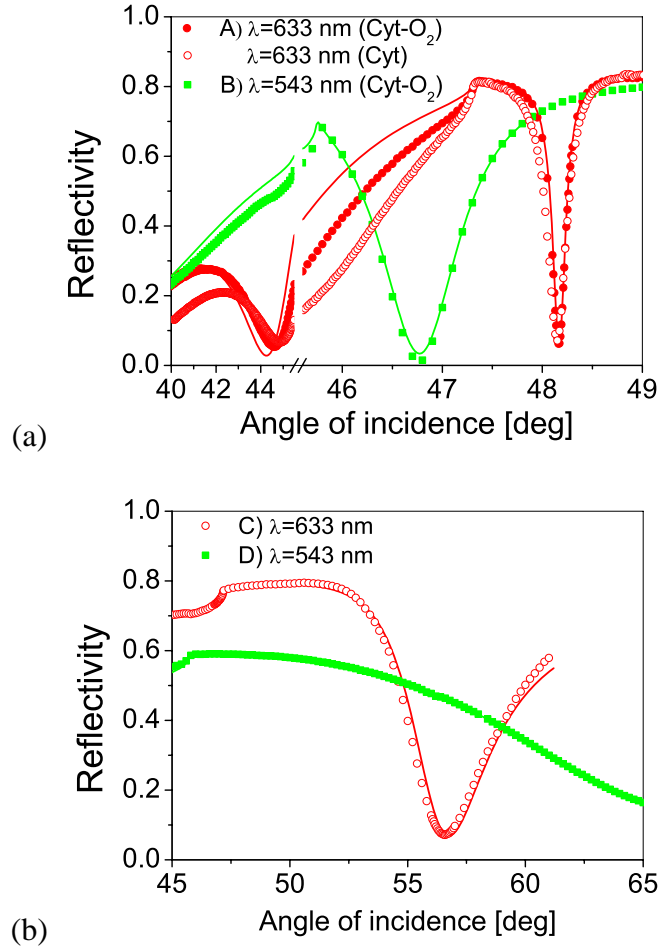 A) λ=633 nm (Cyt-O₂)
λ=633 nm (Cyt)
B) λ=543 nm (Cyt-O₂)
1.0
0.8
0.6
0.4
0.2
0.0
Reflectivity
40 42 44 46 47 48 49
Angle of incidence [deg]
(a)
C) λ=633 nm
D) λ=543 nm
1.0
0.8
0.6
0.4
0.2
0.0
Reflectivity
45 50 55 60 65
Angle of incidence [deg]
(b)